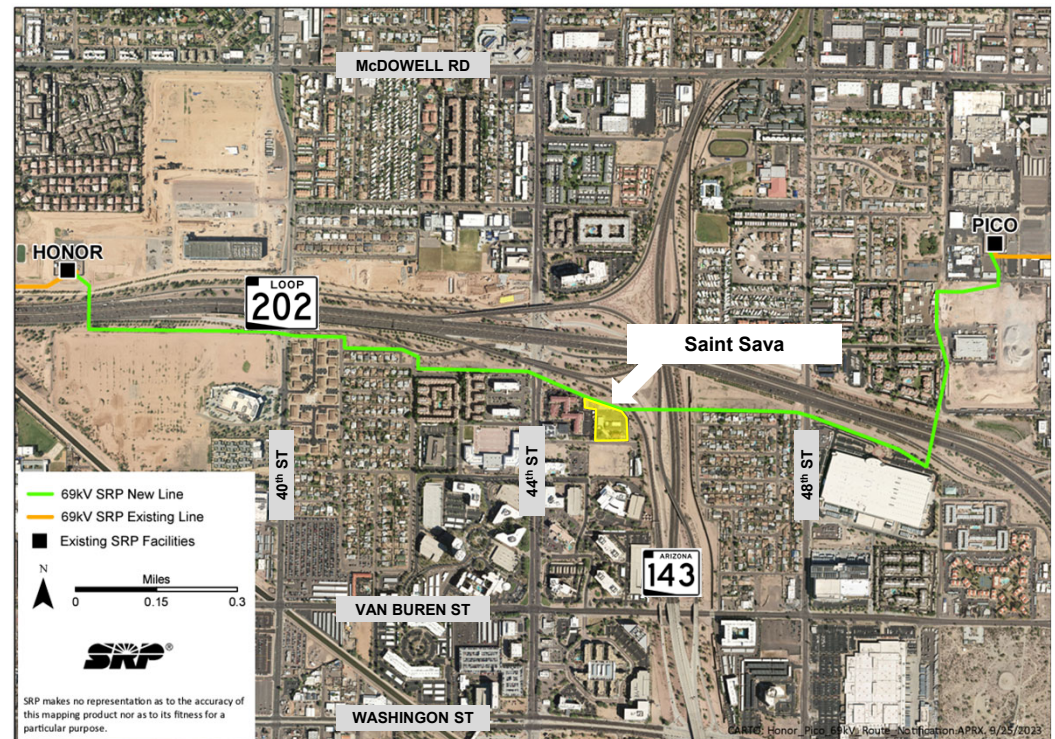 McDOWELL RD
HONOR
PICO
LOOP
202
Saint Sava
40th ST
44th ST
48th ST
69kV SRP New Line
69kV SRP Existing Line
Existing SRP Facilities
N
Miles
0 0.15 0.3
ARIZONA
143
VAN BUREN ST
SRP®
SRP makes no representation as to the accuracy of
this mapping product nor as to its fitness for a
particular purpose.
WASHINGON ST
CARTO: Honor_Pico_69kV_Route_Notification.APRX, 9/25/2023